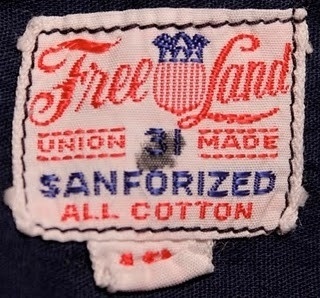 Free Land
UNION 31 MADE
SANFORIZED
ALL COTTON